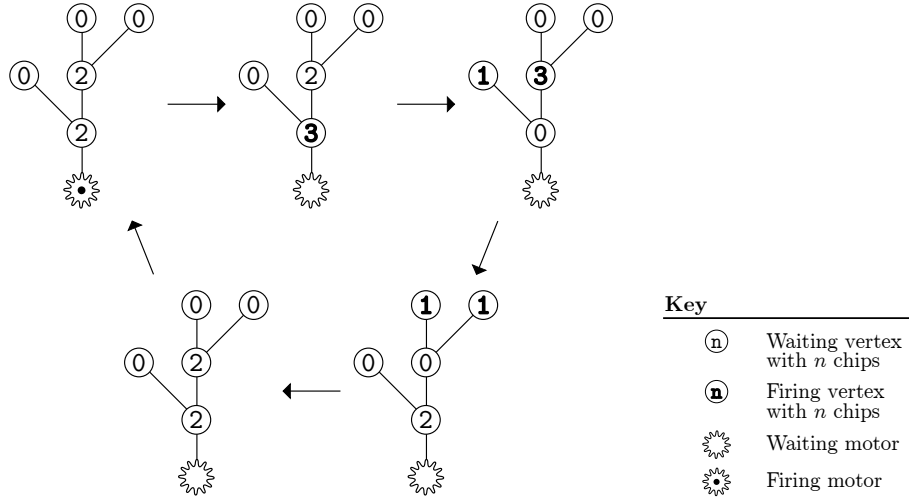 0 0 0 0 0 0
0 2 0 2 1 3
2 3 0
0 0 1 1
0 2 0 0
2 2
Key
n Waiting vertex
with n chips
n Firing vertex
with n chips
Waiting motor
Firing motor